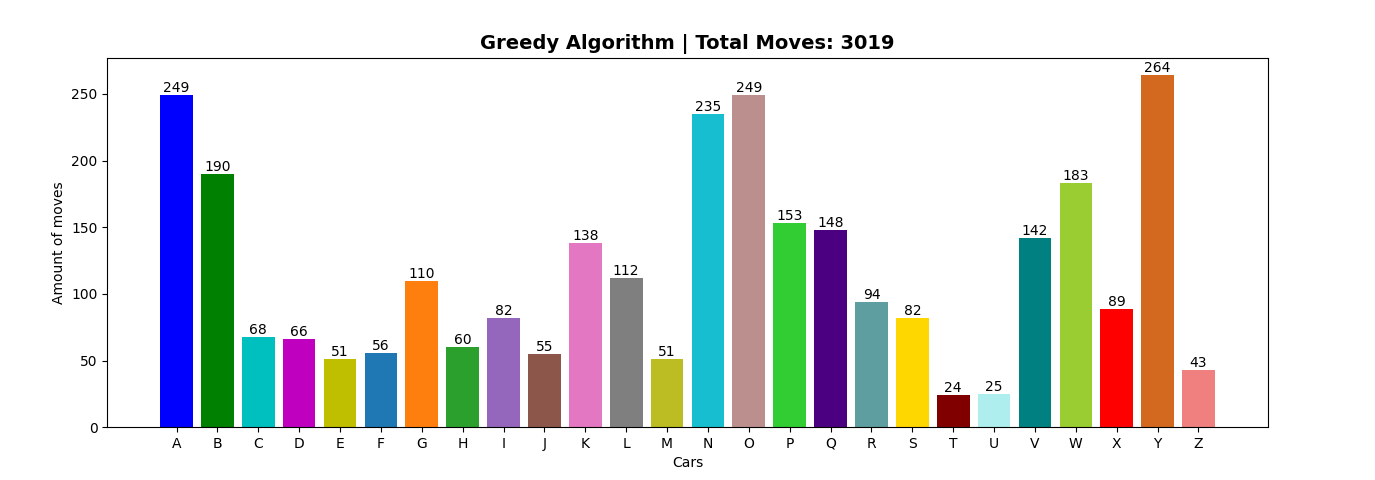 Greedy Algorithm | Total Moves: 3019
Amount of moves
250
200
150
100
50
0
249 190 68 66 51 56 110 60 82 55 138 112 51 235 249 153 148 94 82 24 25 142 183 89 264 43
A B C D E F G H I J K L M N O P Q R S T U V W X Y Z
Cars